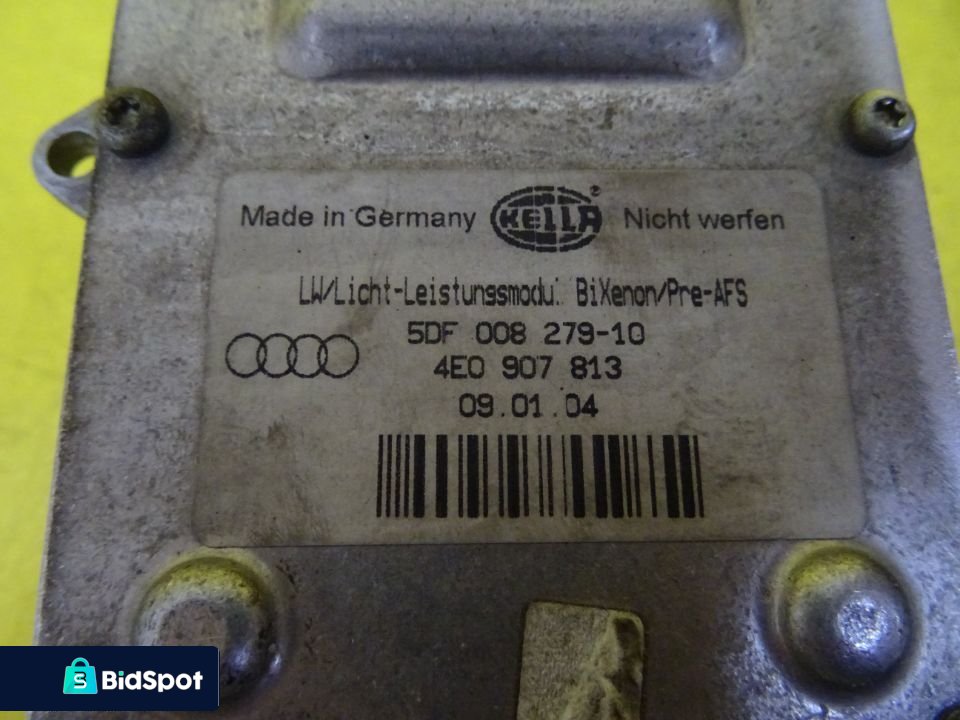 Made in Germany HELLA ® Nicht werfen
LW/Licht-Leistungsmodul BiXenon/Pre-AFS
5DF 008 279-10
4E0 907 813
09.01.04
BidSpot